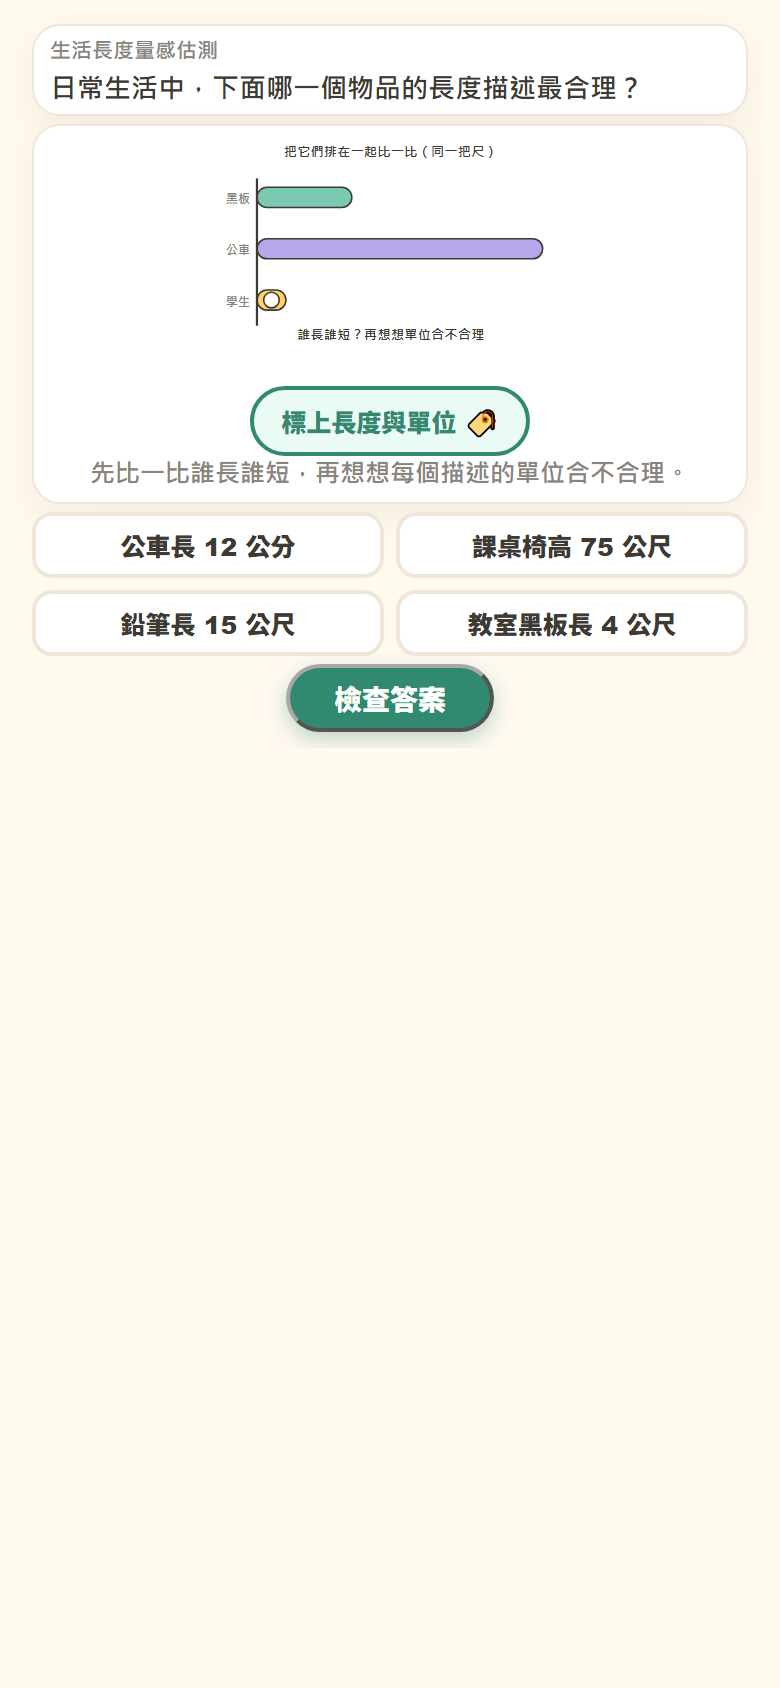 生活長度量感估測
日常生活中，下面哪一個物品的長度描述最合理？
把它們排在一起比一比（同一把尺）
黑板
公車
學生
誰長誰短？再想想單位合不合理
標上長度與單位
先比一比誰長誰短，再想想每個描述的單位合不合理。
公車長 12 公分
課桌椅高 75 公尺
鉛筆長 15 公尺
教室黑板長 4 公尺
檢查答案